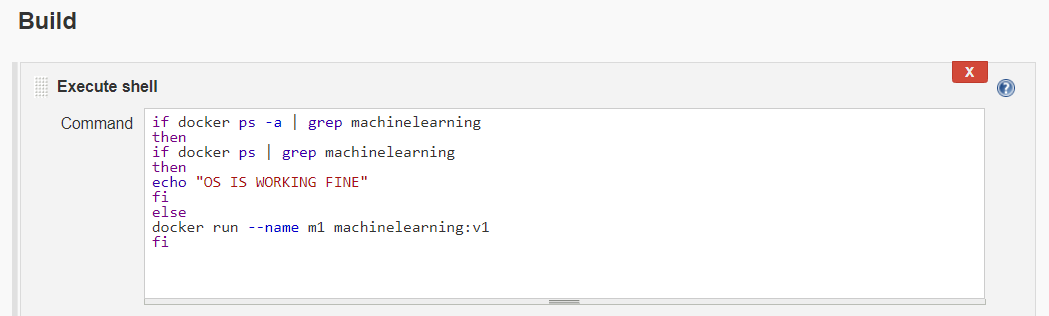 Build
X
Execute shell
?
Command
if docker ps -a | grep machinelearning
then
if docker ps | grep machinelearning
then
echo "OS IS WORKING FINE"
fi
else
docker run --name m1 machinelearning:v1
fi